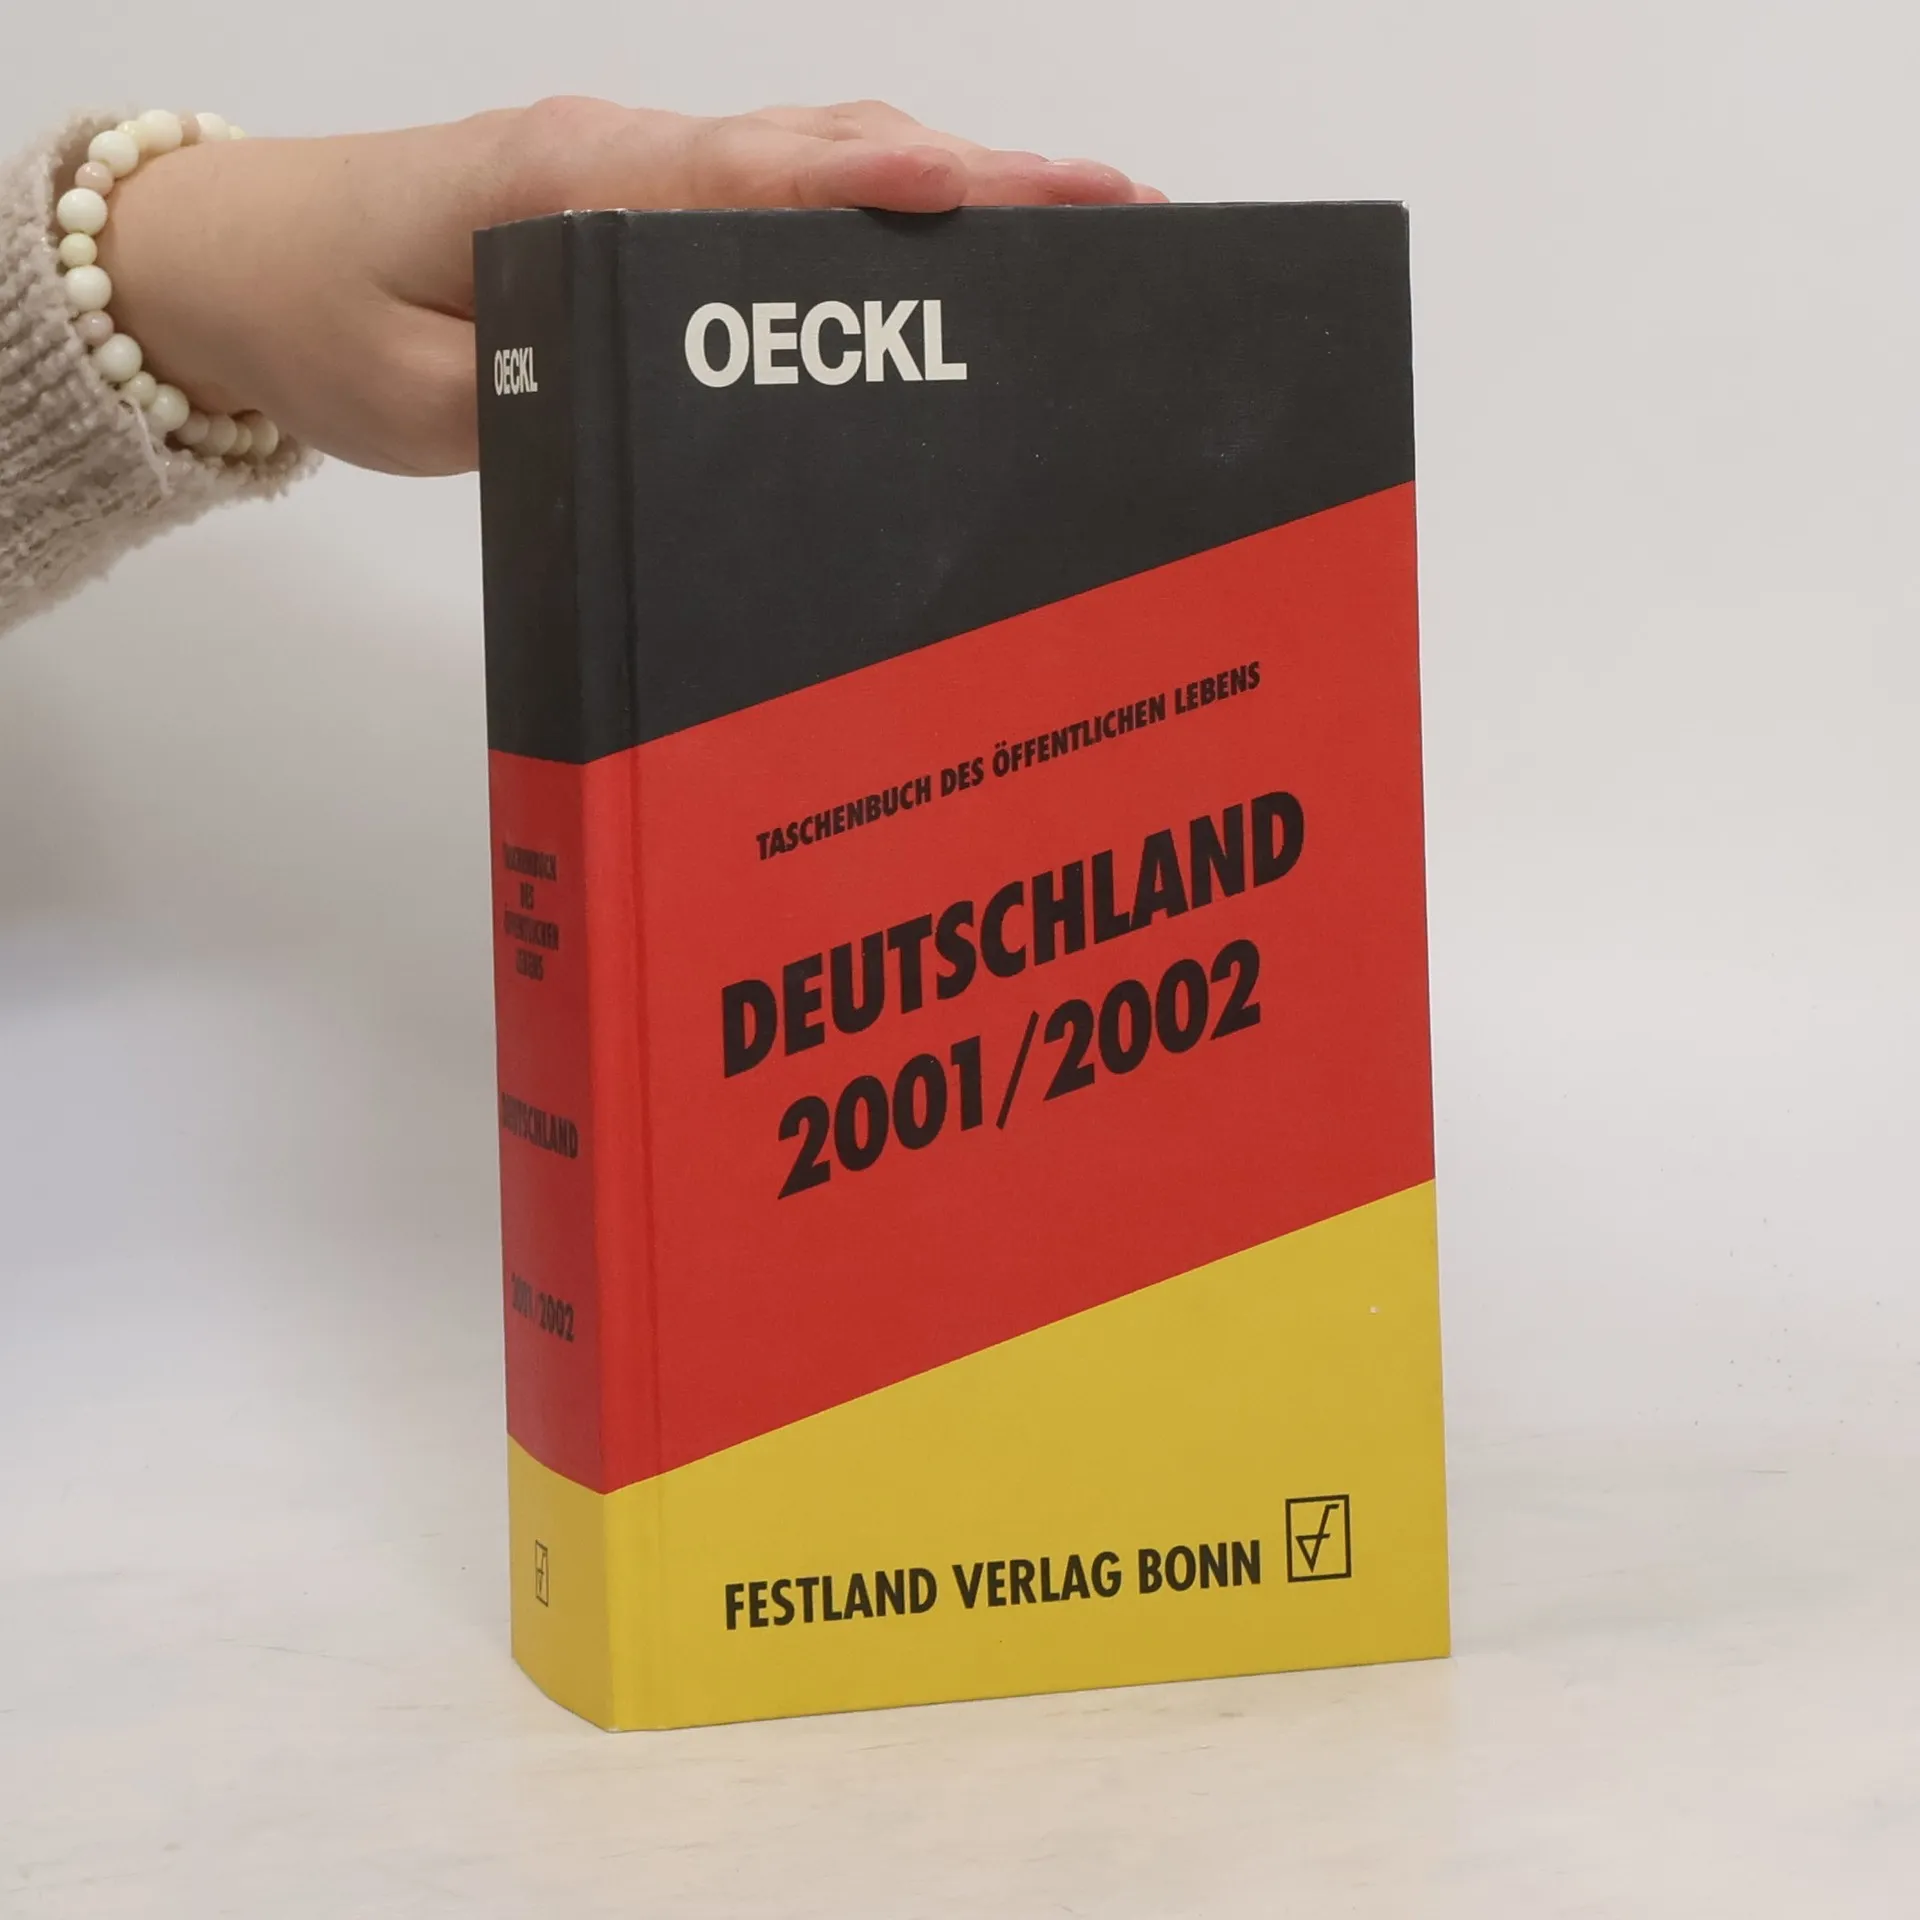 OECKL
TASCHENBUCH DES ÖFFENTLICHEN LEBENS
DEUTSCHLAND
2001/2002
FESTLAND VERLAG BONN
OECKL
TASCHENBUCH
DES
ÖFFENTLICHEN
LEBENS
DEUTSCHLAND
2001/2002